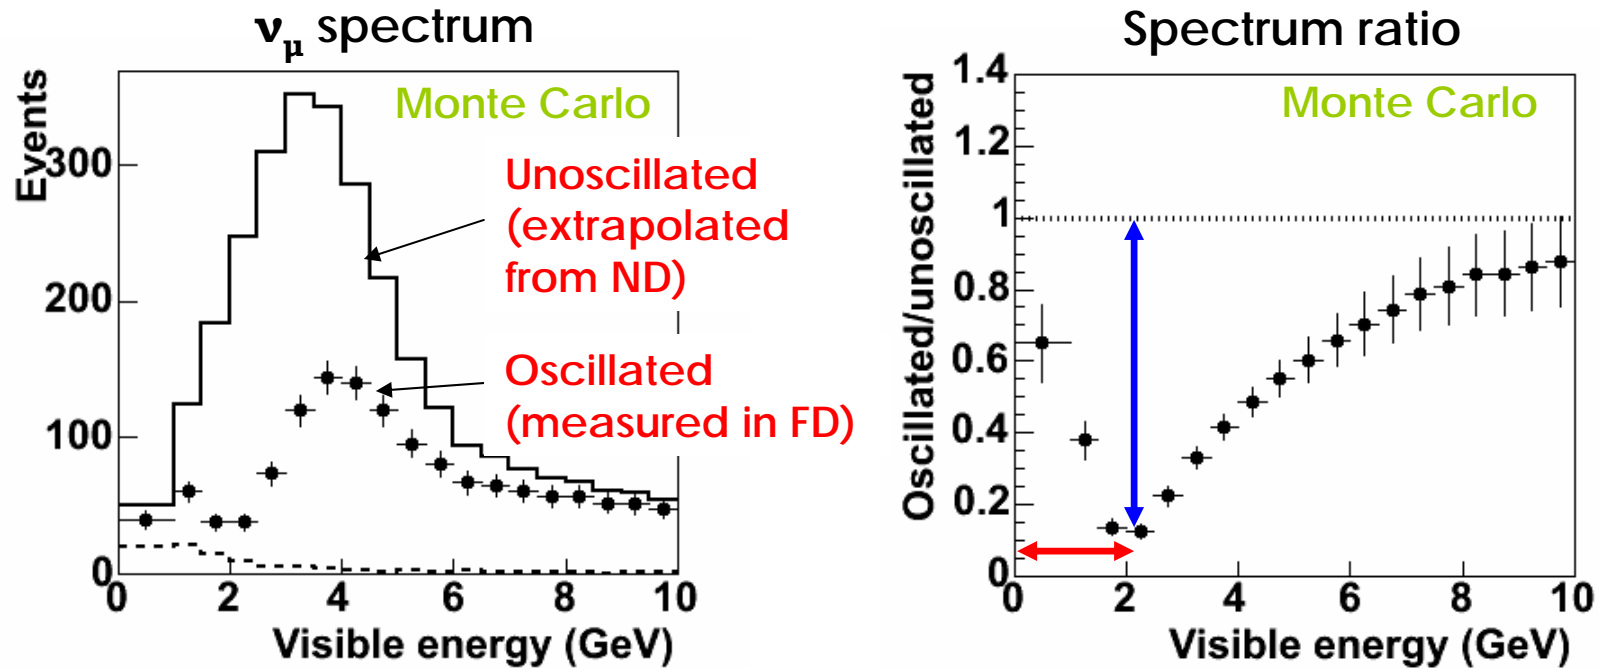 νμ spectrum
Monte Carlo
Events
300
200
100
0
Unoscillated
(extrapolated
from ND)
Oscillated
(measured in FD)
0 2 4 6 8 10
Visible energy (GeV)
Spectrum ratio
Monte Carlo
Oscillated/unoscillated
1.4
1.2
1
0.8
0.6
0.4
0.2
0
0 2 4 6 8 10
Visible energy (GeV)